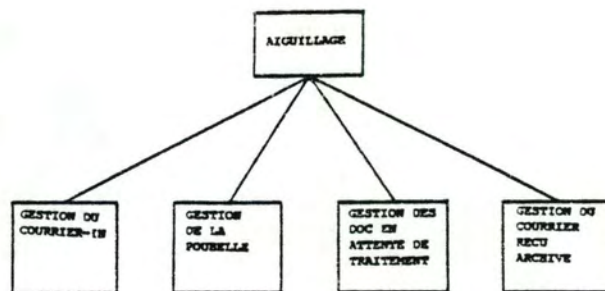 AIGUILLAGE
GESTION DU
COURRIER-IN
GESTION
DE LA
POUBELLE
GESTION DES
DOC EN
ATTENTE DE
TRAITEMENT
GESTION DU
COURRIER
RECU
ARCHIVE